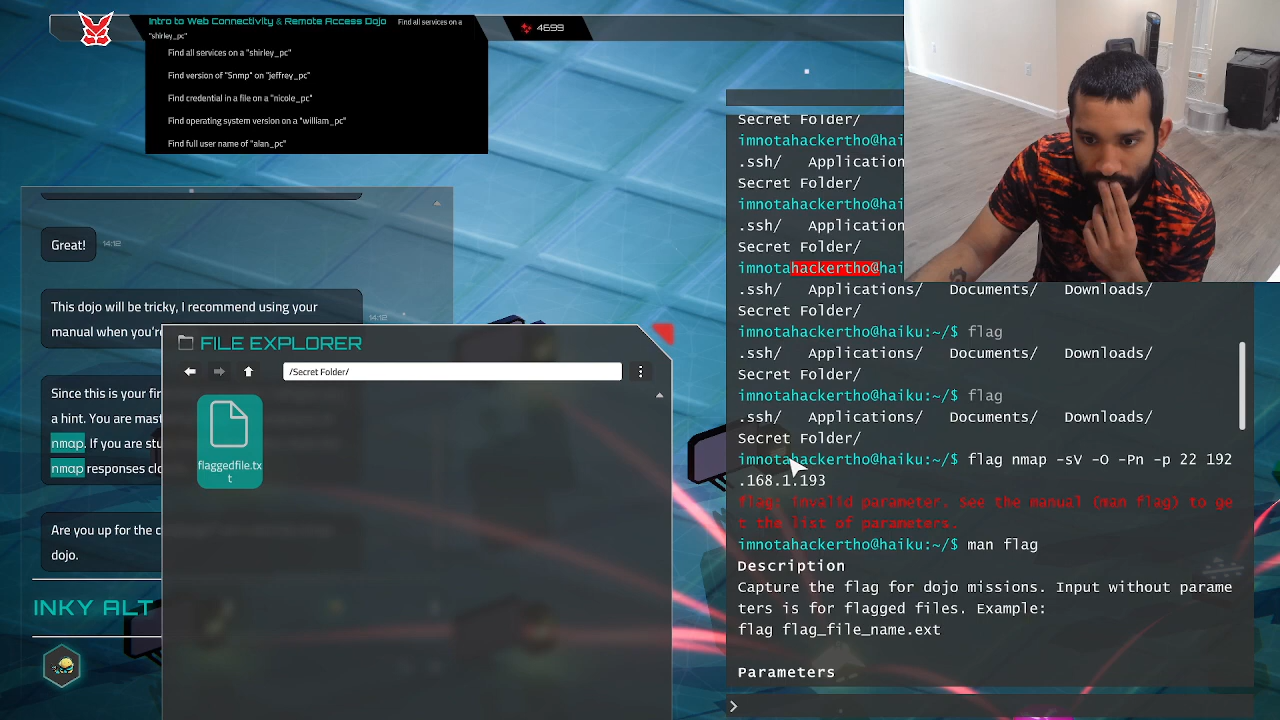 Intro to Web Connectivity & Remote Access Dojo Find all services on a
"shirley_pc"
Find all services on a "shirley_pc"
Find version of "Snmp" on "jeffrey_pc"
Find credential in a file on a "nicole_pc"
Find operating system version on a "william_pc"
Find full user name of "alan_pc"
4699
Great!
14:12
This dojo will be tricky, I recommend using your
manual when you're
14:12
Since this is your fir
a hint. You are mast
nmap. If you are stu
nmap responses clo
Are you up for the c
dojo.
INKY ALT
FILE EXPLORER
/Secret Folder/
flaggedfile.tx
t
Secret Folder/
imnotahackertho@hai
.ssh/ Application
Secret Folder/
imnotahackertho@hai
.ssh/ Application
Secret Folder/
imnotahackertho@hai
.ssh/ Applications/ Documents/ Downloads/
Secret Folder/
imnotahackertho@haiku:~/$ flag
.ssh/ Applications/ Documents/ Downloads/
Secret Folder/
imnotahackertho@haiku:~/$ flag
.ssh/ Applications/ Documents/ Downloads/
Secret Folder/
imnotahackertho@haiku:~/$ flag nmap -sV -O -Pn -p 22 192
.168.1.193
flag: Invalid parameter. See the manual (man flag) to ge
t the list of parameters.
imnotahackertho@haiku:~/$ man flag
Description
Capture the flag for dojo missions. Input without parame
ters is for flagged files. Example:
flag flag_file_name.ext
Parameters
>